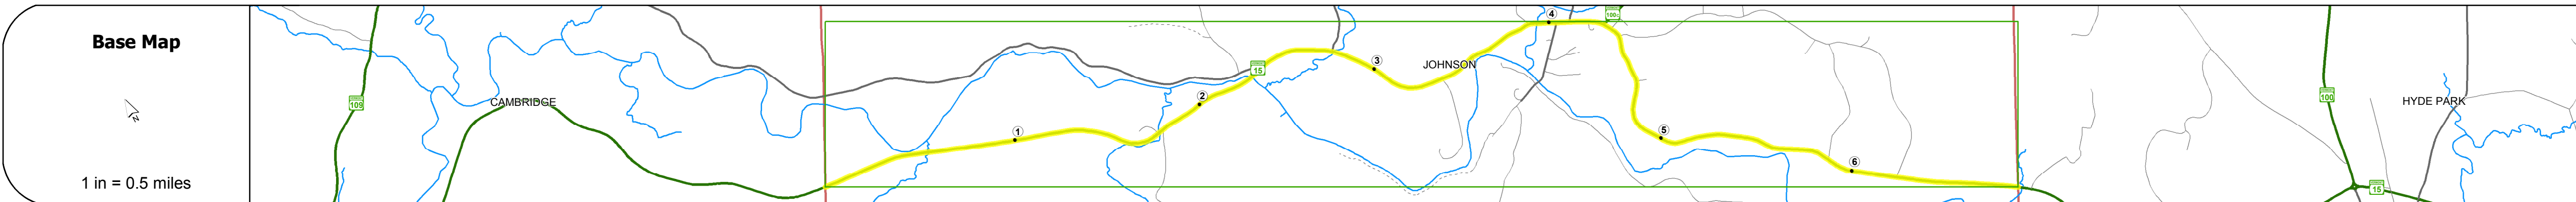 Base Map
N
1 in = 0.5 miles
109
CAMBRIDGE
1
2
15
3
JOHNSON
4
100C
5
6
100
HYDE PARK
15